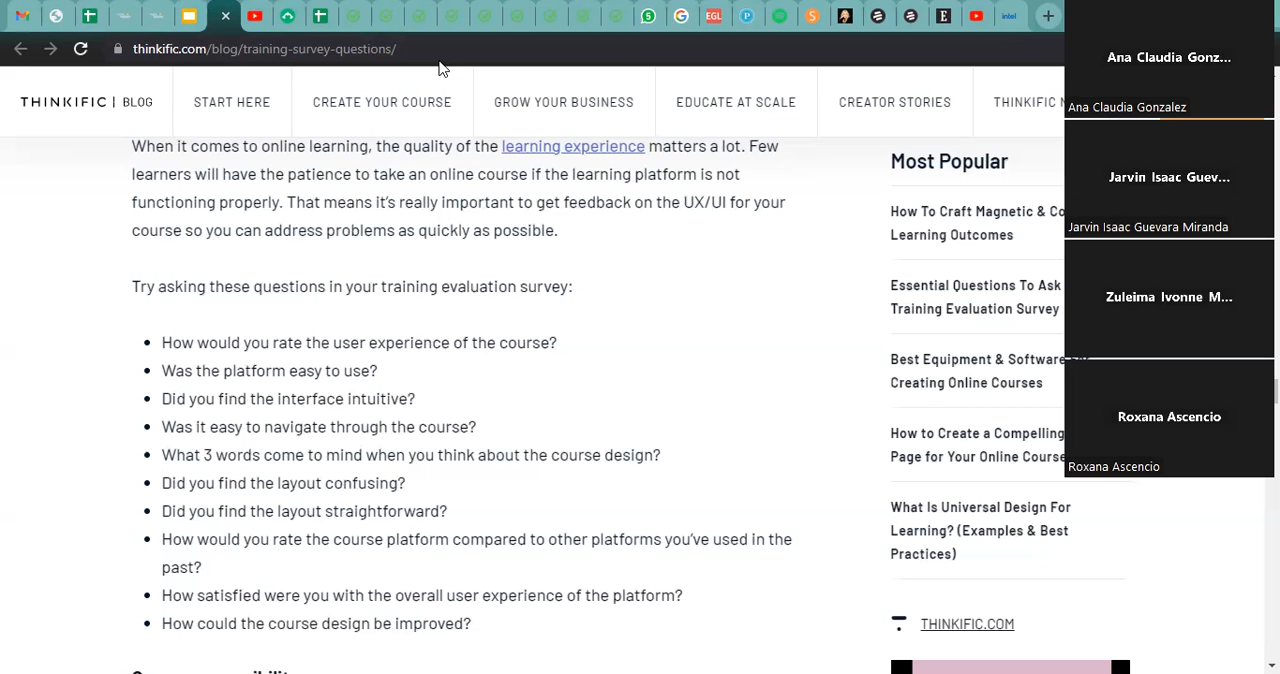 thinkific.com/blog/training-survey-questions/
THINKIFIC | BLOG
START HERE
CREATE YOUR COURSE
GROW YOUR BUSINESS
EDUCATE AT SCALE
CREATOR STORIES
THINKIFIC
When it comes to online learning, the quality of the learning experience matters a lot. Few
learners will have the patience to take an online course if the learning platform is not
functioning properly. That means it’s really important to get feedback on the UX/UI for your
course so you can address problems as quickly as possible.
Try asking these questions in your training evaluation survey:
• How would you rate the user experience of the course?
• Was the platform easy to use?
• Did you find the interface intuitive?
• Was it easy to navigate through the course?
• What 3 words come to mind when you think about the course design?
• Did you find the layout confusing?
• Did you find the layout straightforward?
• How would you rate the course platform compared to other platforms you’ve used in the
past?
• How satisfied were you with the overall user experience of the platform?
• How could the course design be improved?
Most Popular
How To Craft Magnetic & Co
Learning Outcomes
Essential Questions To Ask
Training Evaluation Survey
Best Equipment & Software For
Creating Online Courses
How to Create a Compelling
Page for Your Online Course
What Is Universal Design For
Learning? (Examples & Best
Practices)
THINKIFIC.COM
Ana Claudia Gonz...
Ana Claudia Gonzalez
Jarvin Isaac Guev...
Jarvin Isaac Guevara Miranda
Zuleima Ivonne M...
Roxana Ascencio
Roxana Ascencio
EGL
intel